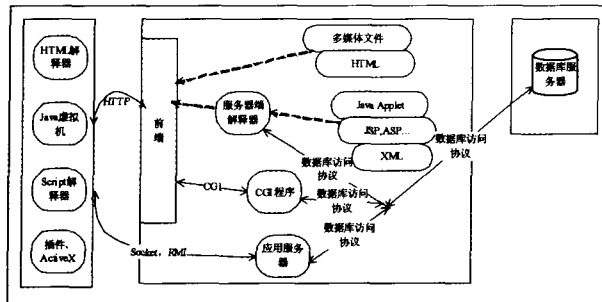 HTML解
释器
Java虚拟
机
Script解
释器
插件、
ActiveX
HTTP
前
端
多媒体文件
HTML
服务器端
解释器
Java Applet
JSP,ASP...
XML
数据库访问
协议
CGI
CGI程序
数据库访问
协议
数据库访问
协议
Socket，RMI
应用服务
器
数据库访问
协议
数据库服
务器